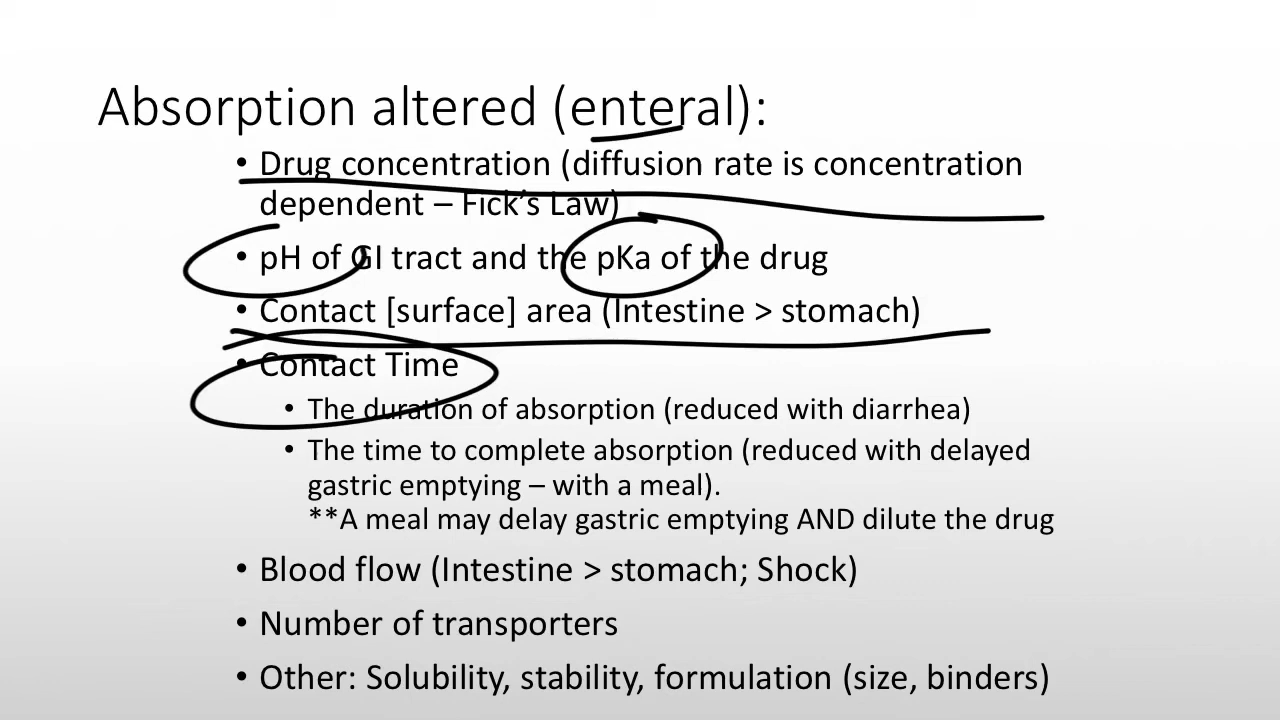 Absorption altered (enteral):
• Drug concentration (diffusion rate is concentration
dependent – Fick's Law)
• pH of GI tract and the pKa of the drug
• Contact [surface] area (Intestine > stomach)
• Contact Time
• The duration of absorption (reduced with diarrhea)
• The time to complete absorption (reduced with delayed
gastric emptying – with a meal).
**A meal may delay gastric emptying AND dilute the drug
• Blood flow (Intestine > stomach; Shock)
• Number of transporters
• Other: Solubility, stability, formulation (size, binders)